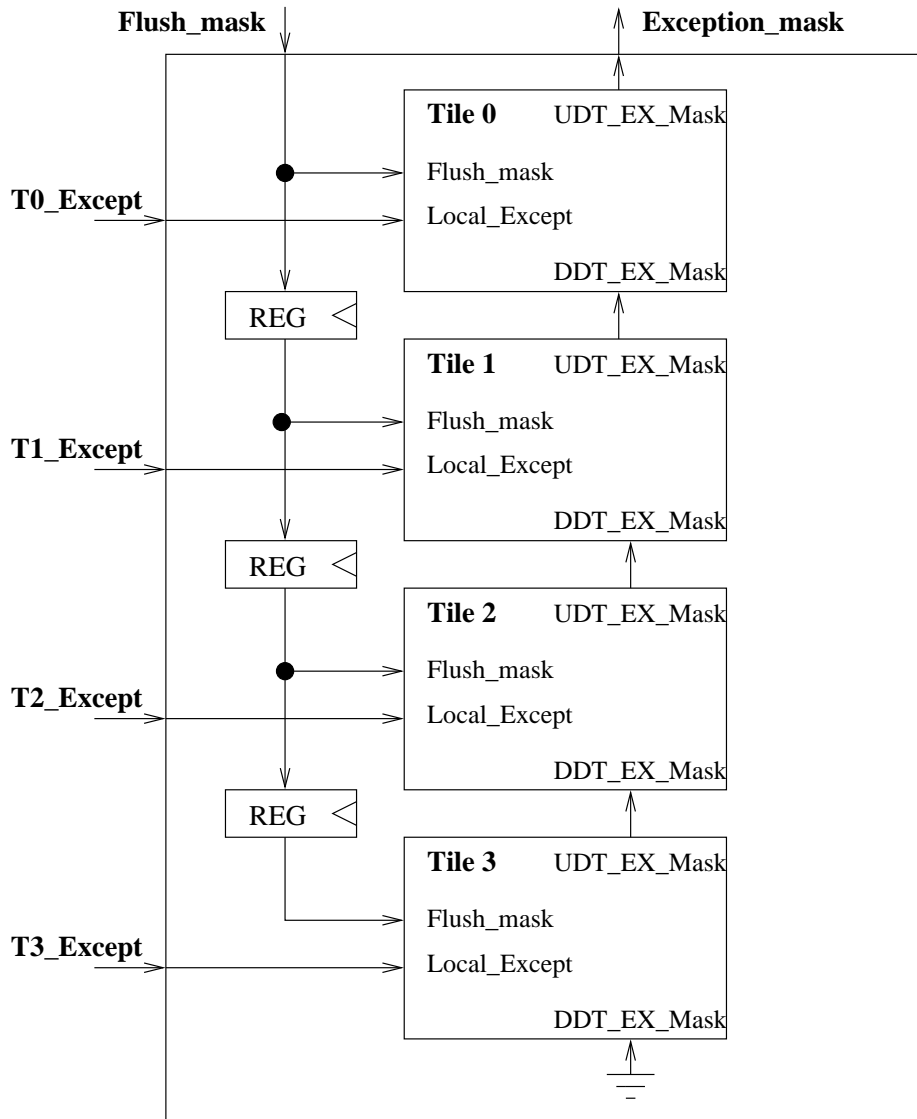 Flush_mask
Exception_mask
Tile 0
UDT_EX_Mask
Flush_mask
T0_Except
Local_Except
DDT_EX_Mask
REG
Tile 1
UDT_EX_Mask
Flush_mask
T1_Except
Local_Except
DDT_EX_Mask
REG
Tile 2
UDT_EX_Mask
Flush_mask
T2_Except
Local_Except
DDT_EX_Mask
REG
Tile 3
UDT_EX_Mask
Flush_mask
T3_Except
Local_Except
DDT_EX_Mask